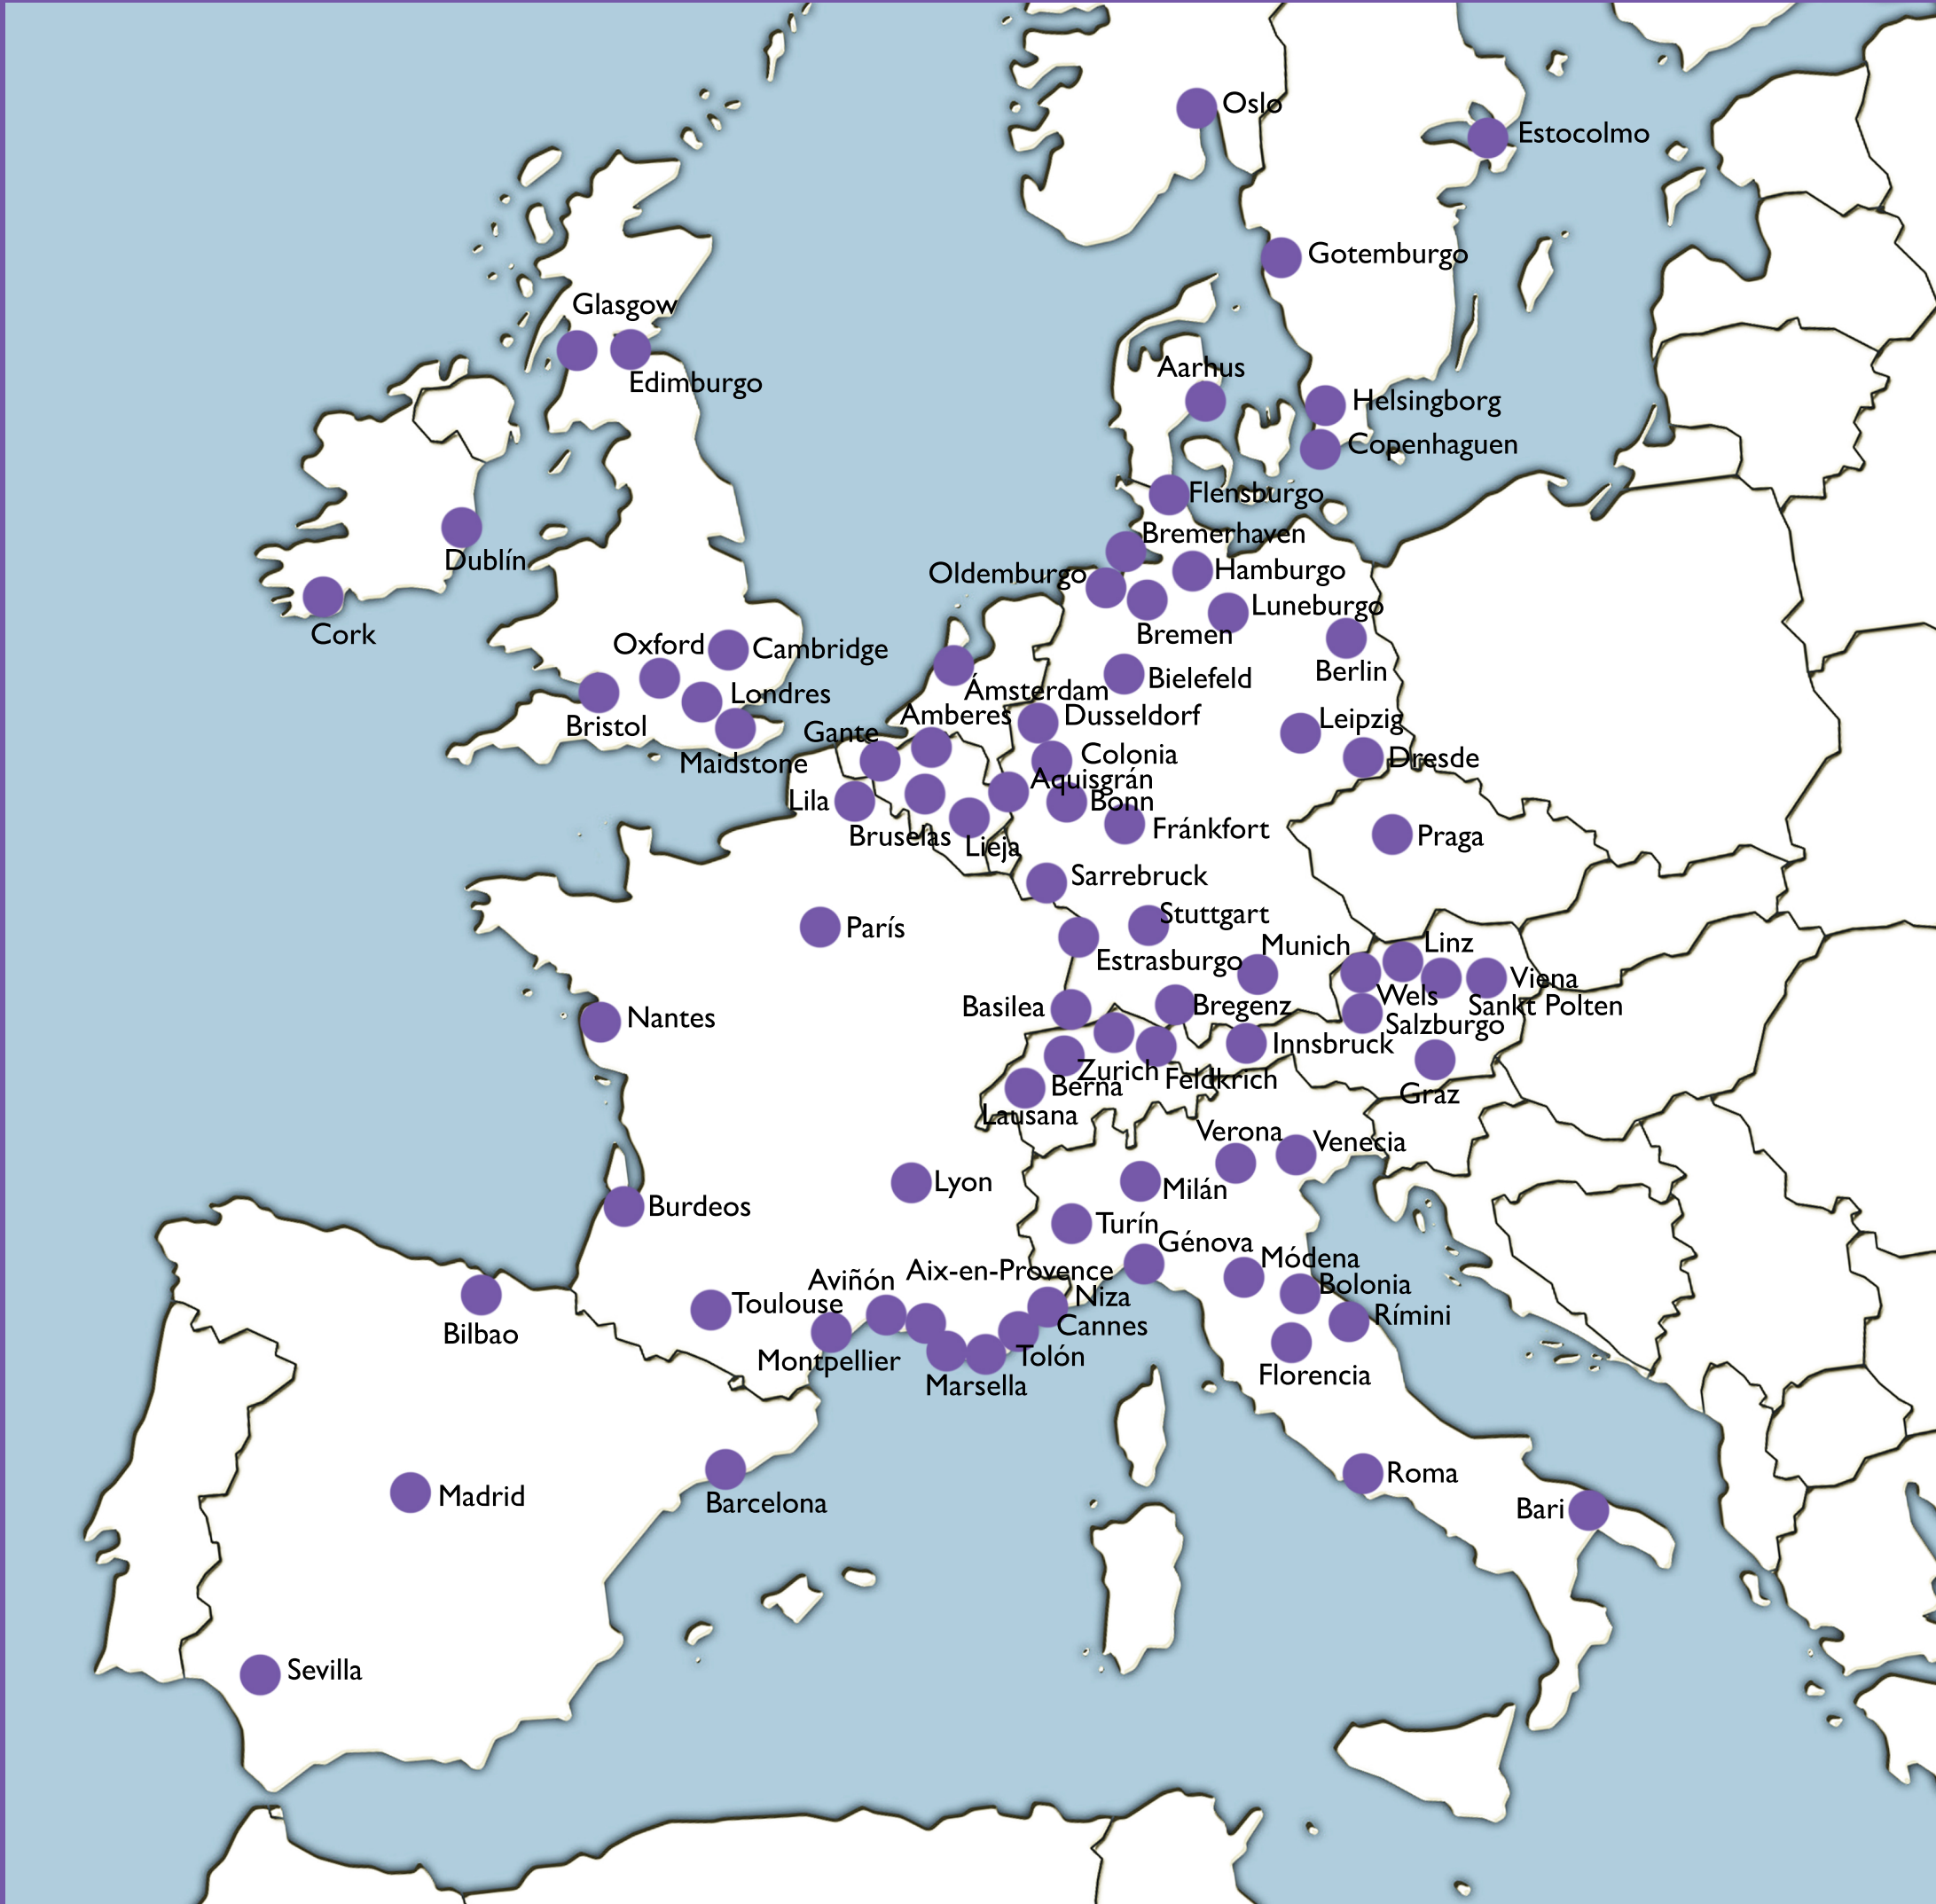 Oslo
Estocolmo
Gotemburgo
Glasgow
Edimburgo
Aarhus
Helsingborg
Copenhaguen
Flensburgo
Bremerhaven
Dublín
Oldemburgo
Hamburgo
Luneburgo
Cork
Bremen
Oxford
Cambridge
Berlin
Bielefeld
Ámsterdam
Londres
Amberes
Dusseldorf
Leipzig
Bristol
Gante
Colonia
Dresde
Maidstone
Aquisgrán
Lila
Bonn
Bruselas
Lieja
Fránkfort
Praga
Sarrebruck
Stuttgart
París
Munich
Linz
Estrasburgo
Viena
Wels
Sankt Polten
Basilea
Bregenz
Nantes
Salzburgo
Innsbruck
Zurich
Feldkrich
Berna
Graz
Lausana
Verona
Venecia
Lyon
Milán
Burdeos
Turín
Génova
Módena
Aix-en-Provence
Aviñón
Bolonia
Niza
Toulouse
Rímini
Cannes
Bilbao
Tolón
Montpellier
Florencia
Marsella
Roma
Madrid
Barcelona
Bari
Sevilla